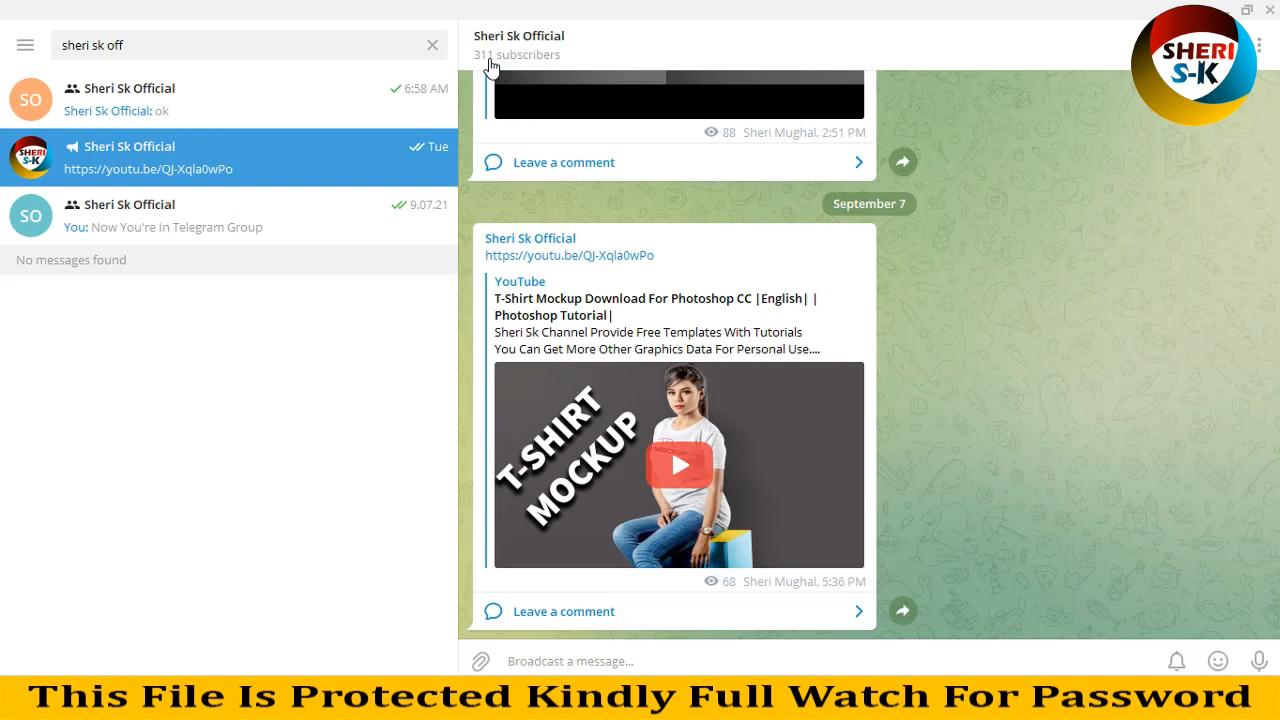 sheri sk off
SO
Sheri Sk Official
6:58 AM
Sheri Sk Official: ok
SHERI
S-K
Sheri Sk Official
Tue
https://youtu.be/QJ-Xqla0wPo
SO
Sheri Sk Official
9.07.21
You: Now You're In Telegram Group
No messages found
Sheri Sk Official
311 subscribers
SHERI
S-K
88 Sheri Mughal, 2:51 PM
Leave a comment
September 7
Sheri Sk Official
https://youtu.be/QJ-Xqla0wPo
YouTube
T-Shirt Mockup Download For Photoshop CC |English| |
Photoshop Tutorial|
Sheri Sk Channel Provide Free Templates With Tutorials
You Can Get More Other Graphics Data For Personal Use....
T-SHIRT
MOCKUP
68 Sheri Mughal, 5:36 PM
Leave a comment
Broadcast a message...
This File Is Protected Kindly Full Watch For Password